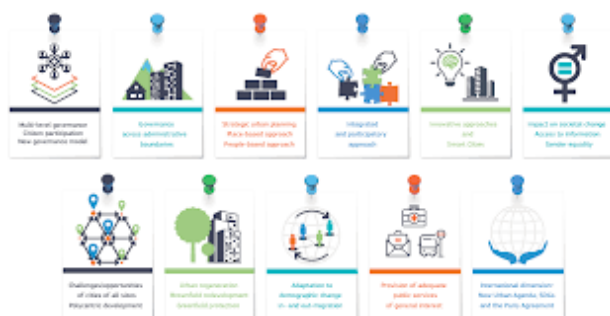 Multi-level governance
Citizen participation
New governance model
Governance
across administrative
boundaries
Strategic urban planning
Place-based approach
People-based approach
Integrated
and participatory
approach
Innovative approaches
and
Smart Cities
Impact on societal change
Access to information
Gender equality
Challenges/opportunities
of cities of all sizes
Polycentric development
Urban regeneration
Brownfield redevelopment
Greenfield protection
Adaptation to
demographic change
in- and out-migration
Provision of adequate
public services
of general interest
International dimension:
New Urban Agenda, SDGs
and the Paris Agreement